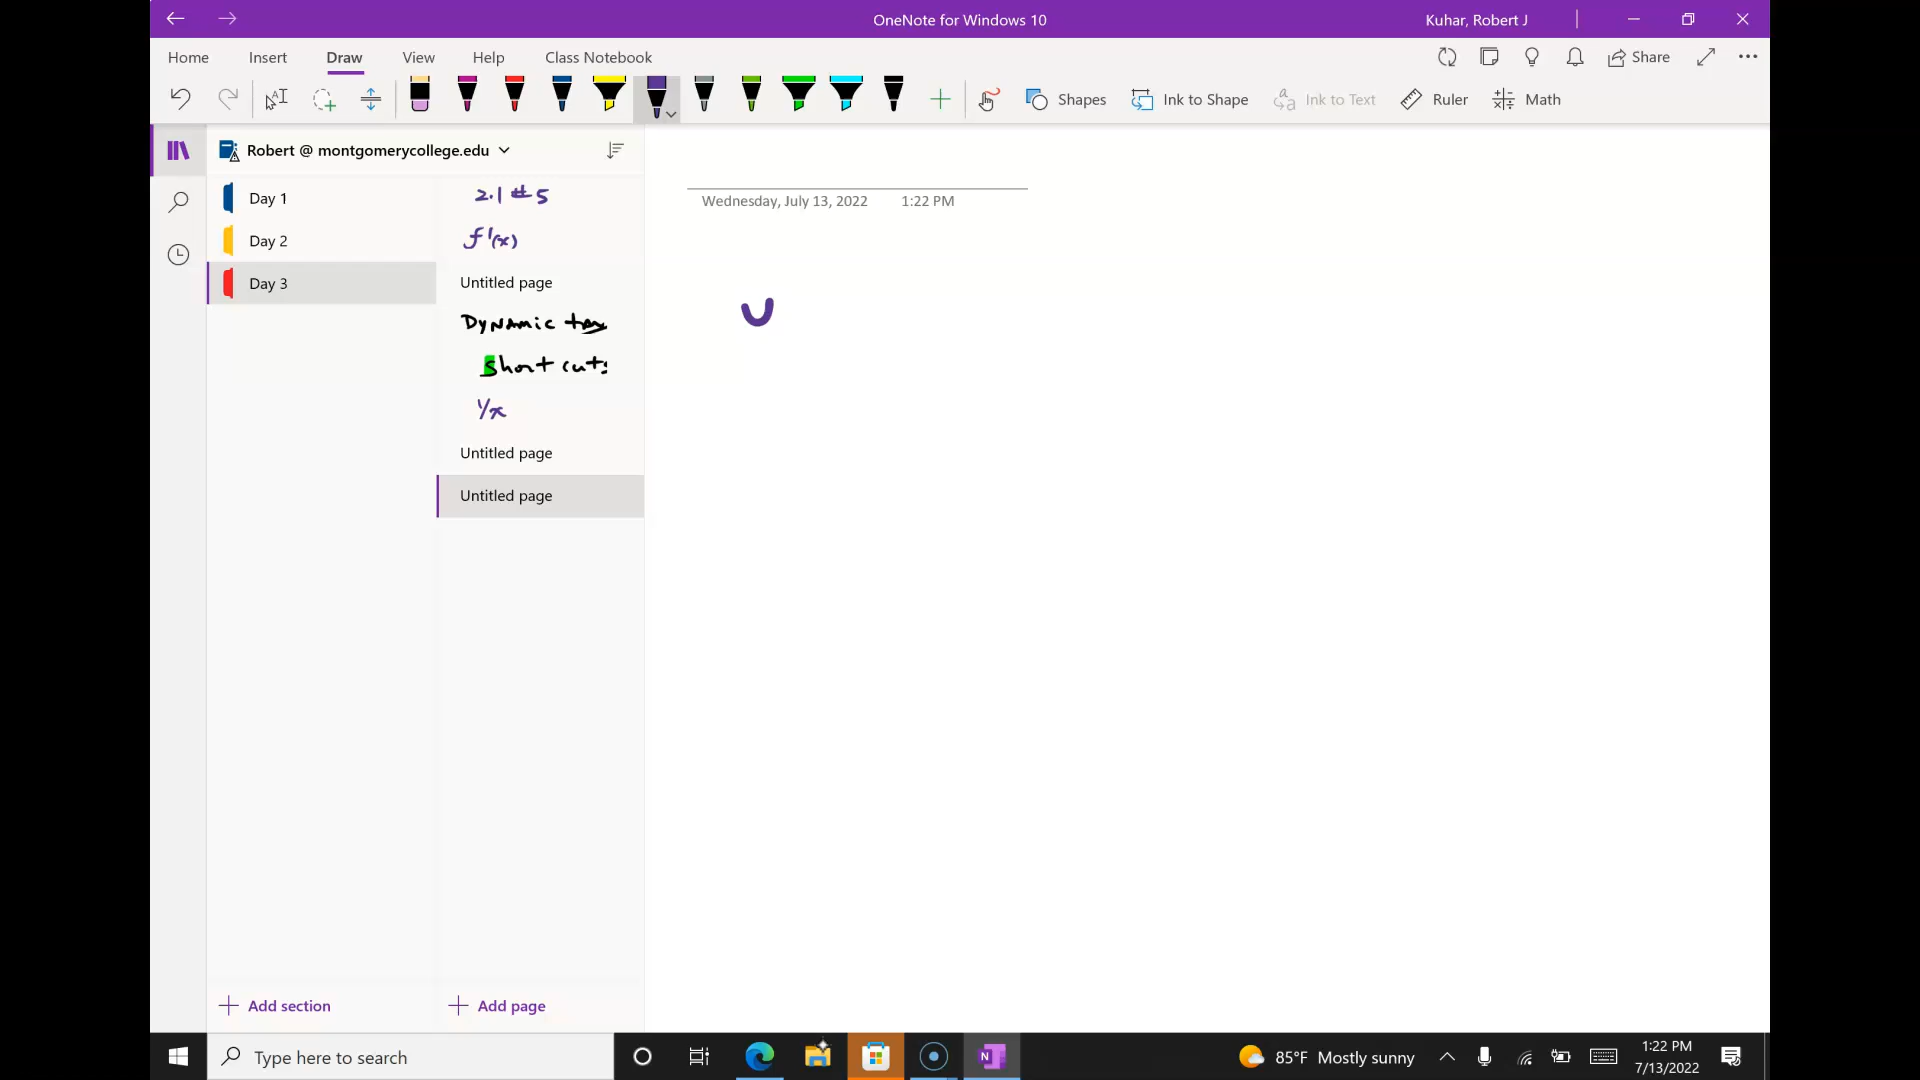 OneNote for Windows 10
Kuhar, Robert J
Home Insert Draw View Help Class Notebook
Share
Shapes Ink to Shape Ink to Text Ruler Math
Robert @ montgomerycollege.edu
Day 1
Day 2
Day 3
Add section
2.1 #5
f'(x)
Untitled page
Dynamic
Short cuts
1/x
Untitled page
Untitled page
Add page
Wednesday, July 13, 2022 1:22 PM
U
Type here to search
85°F Mostly sunny
1:22 PM
7/13/2022